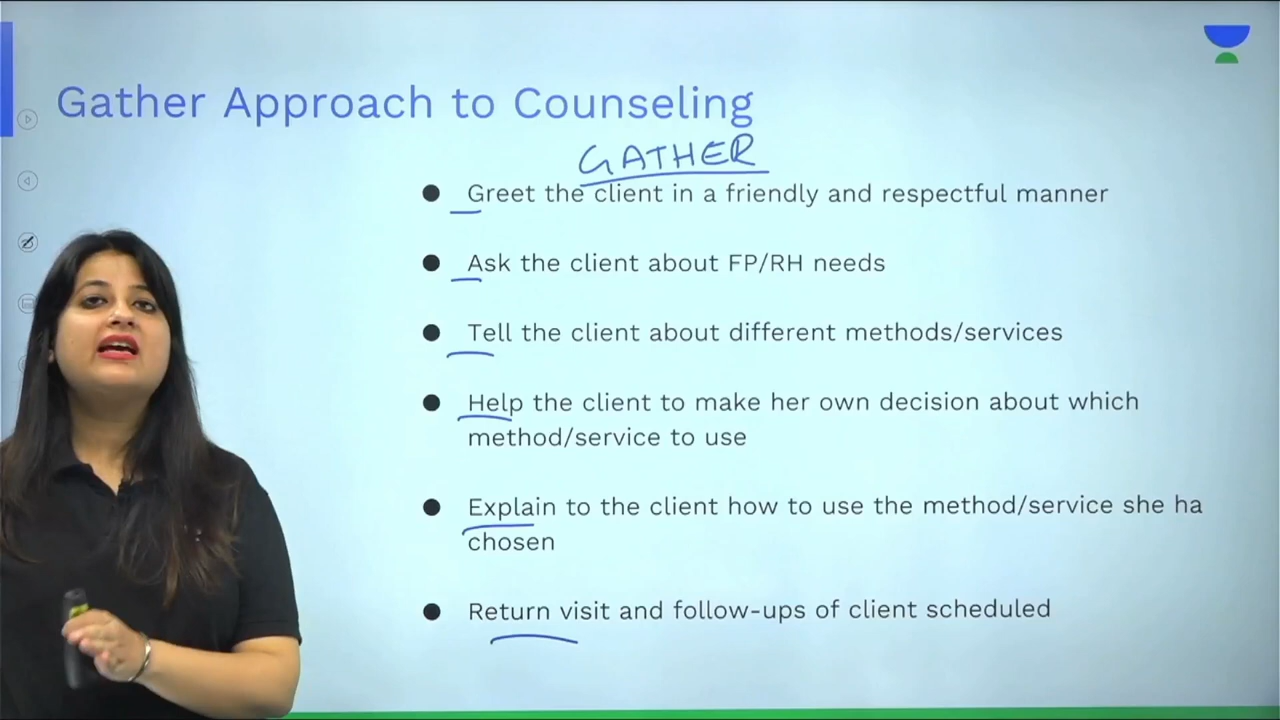 Gather Approach to Counseling
GATHER
Greet the client in a friendly and respectful manner
Ask the client about FP/RH needs
Tell the client about different methods/services
Help the client to make her own decision about which
method/service to use
Explain to the client how to use the method/service she ha
chosen
Return visit and follow-ups of client scheduled